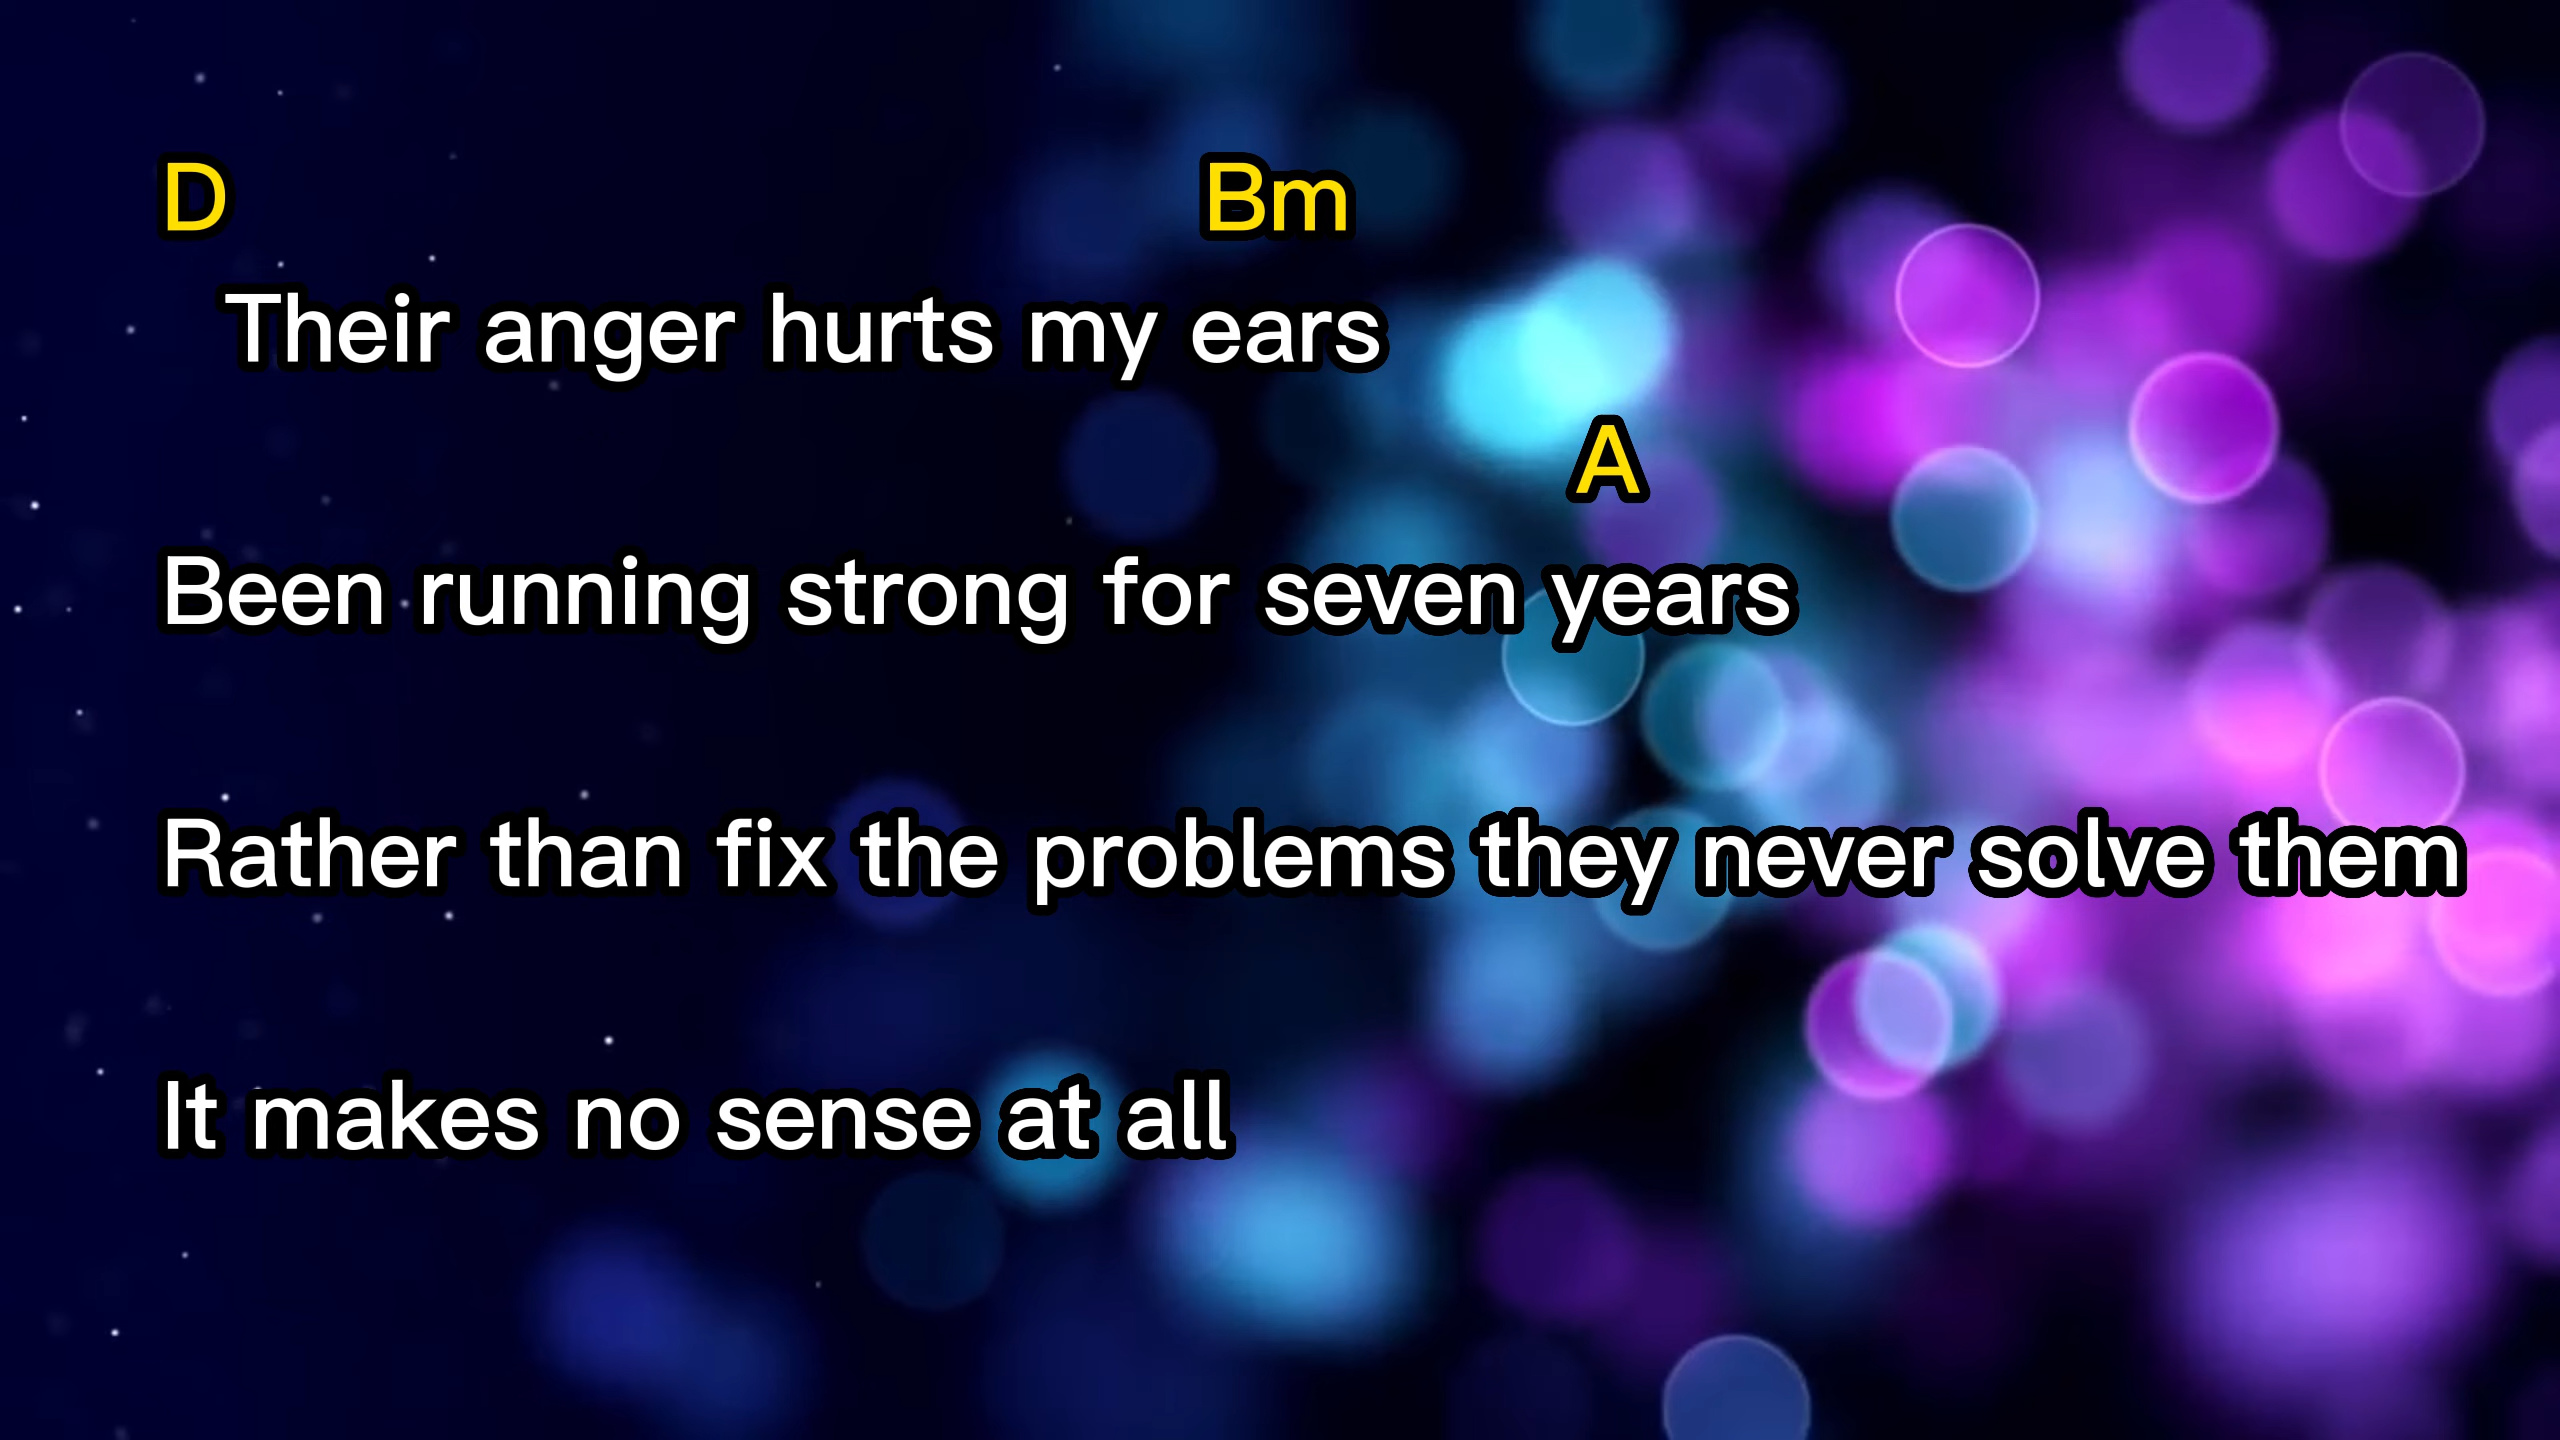 D Bm
Their anger hurts my ears
A
Been running strong for seven years
Rather than fix the problems they never solve them
It makes no sense at all